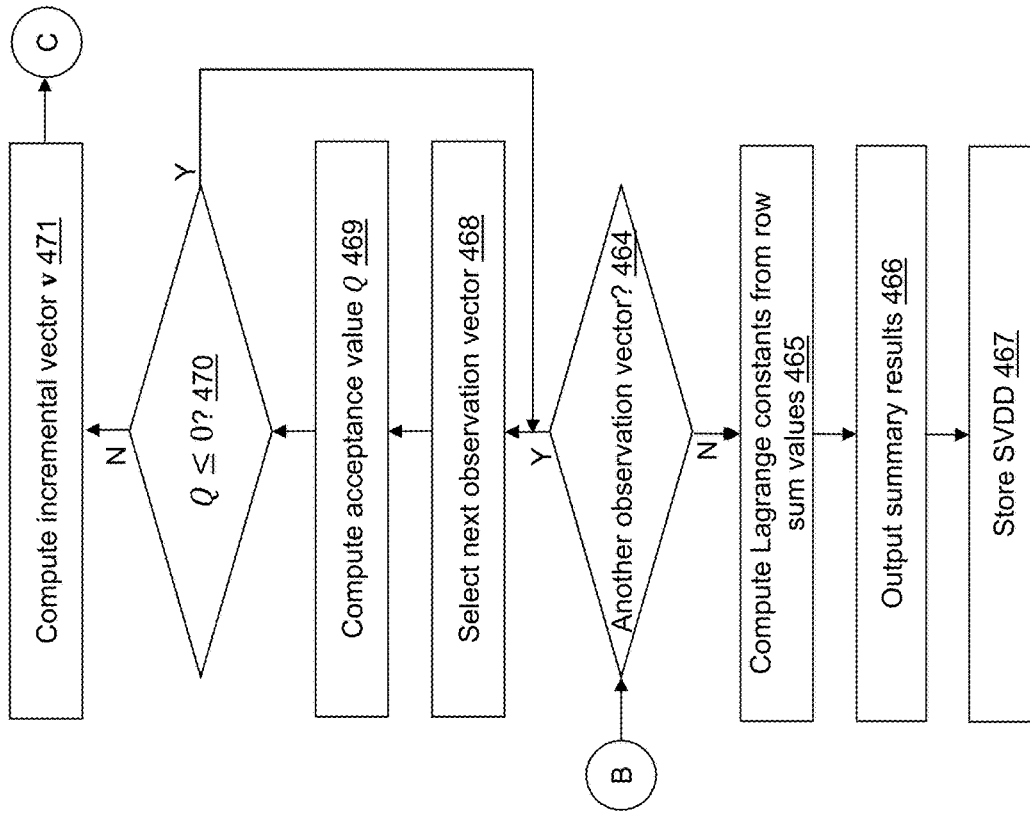 C
Compute incremental vector v 471
N
Y
Q ≤ 0? 470
Compute acceptance value Q 469
Select next observation vector 468
Y
Another observation vector? 464
B
N
Compute Lagrange constants from row
sum values 465
Output summary results 466
Store SVDD 467